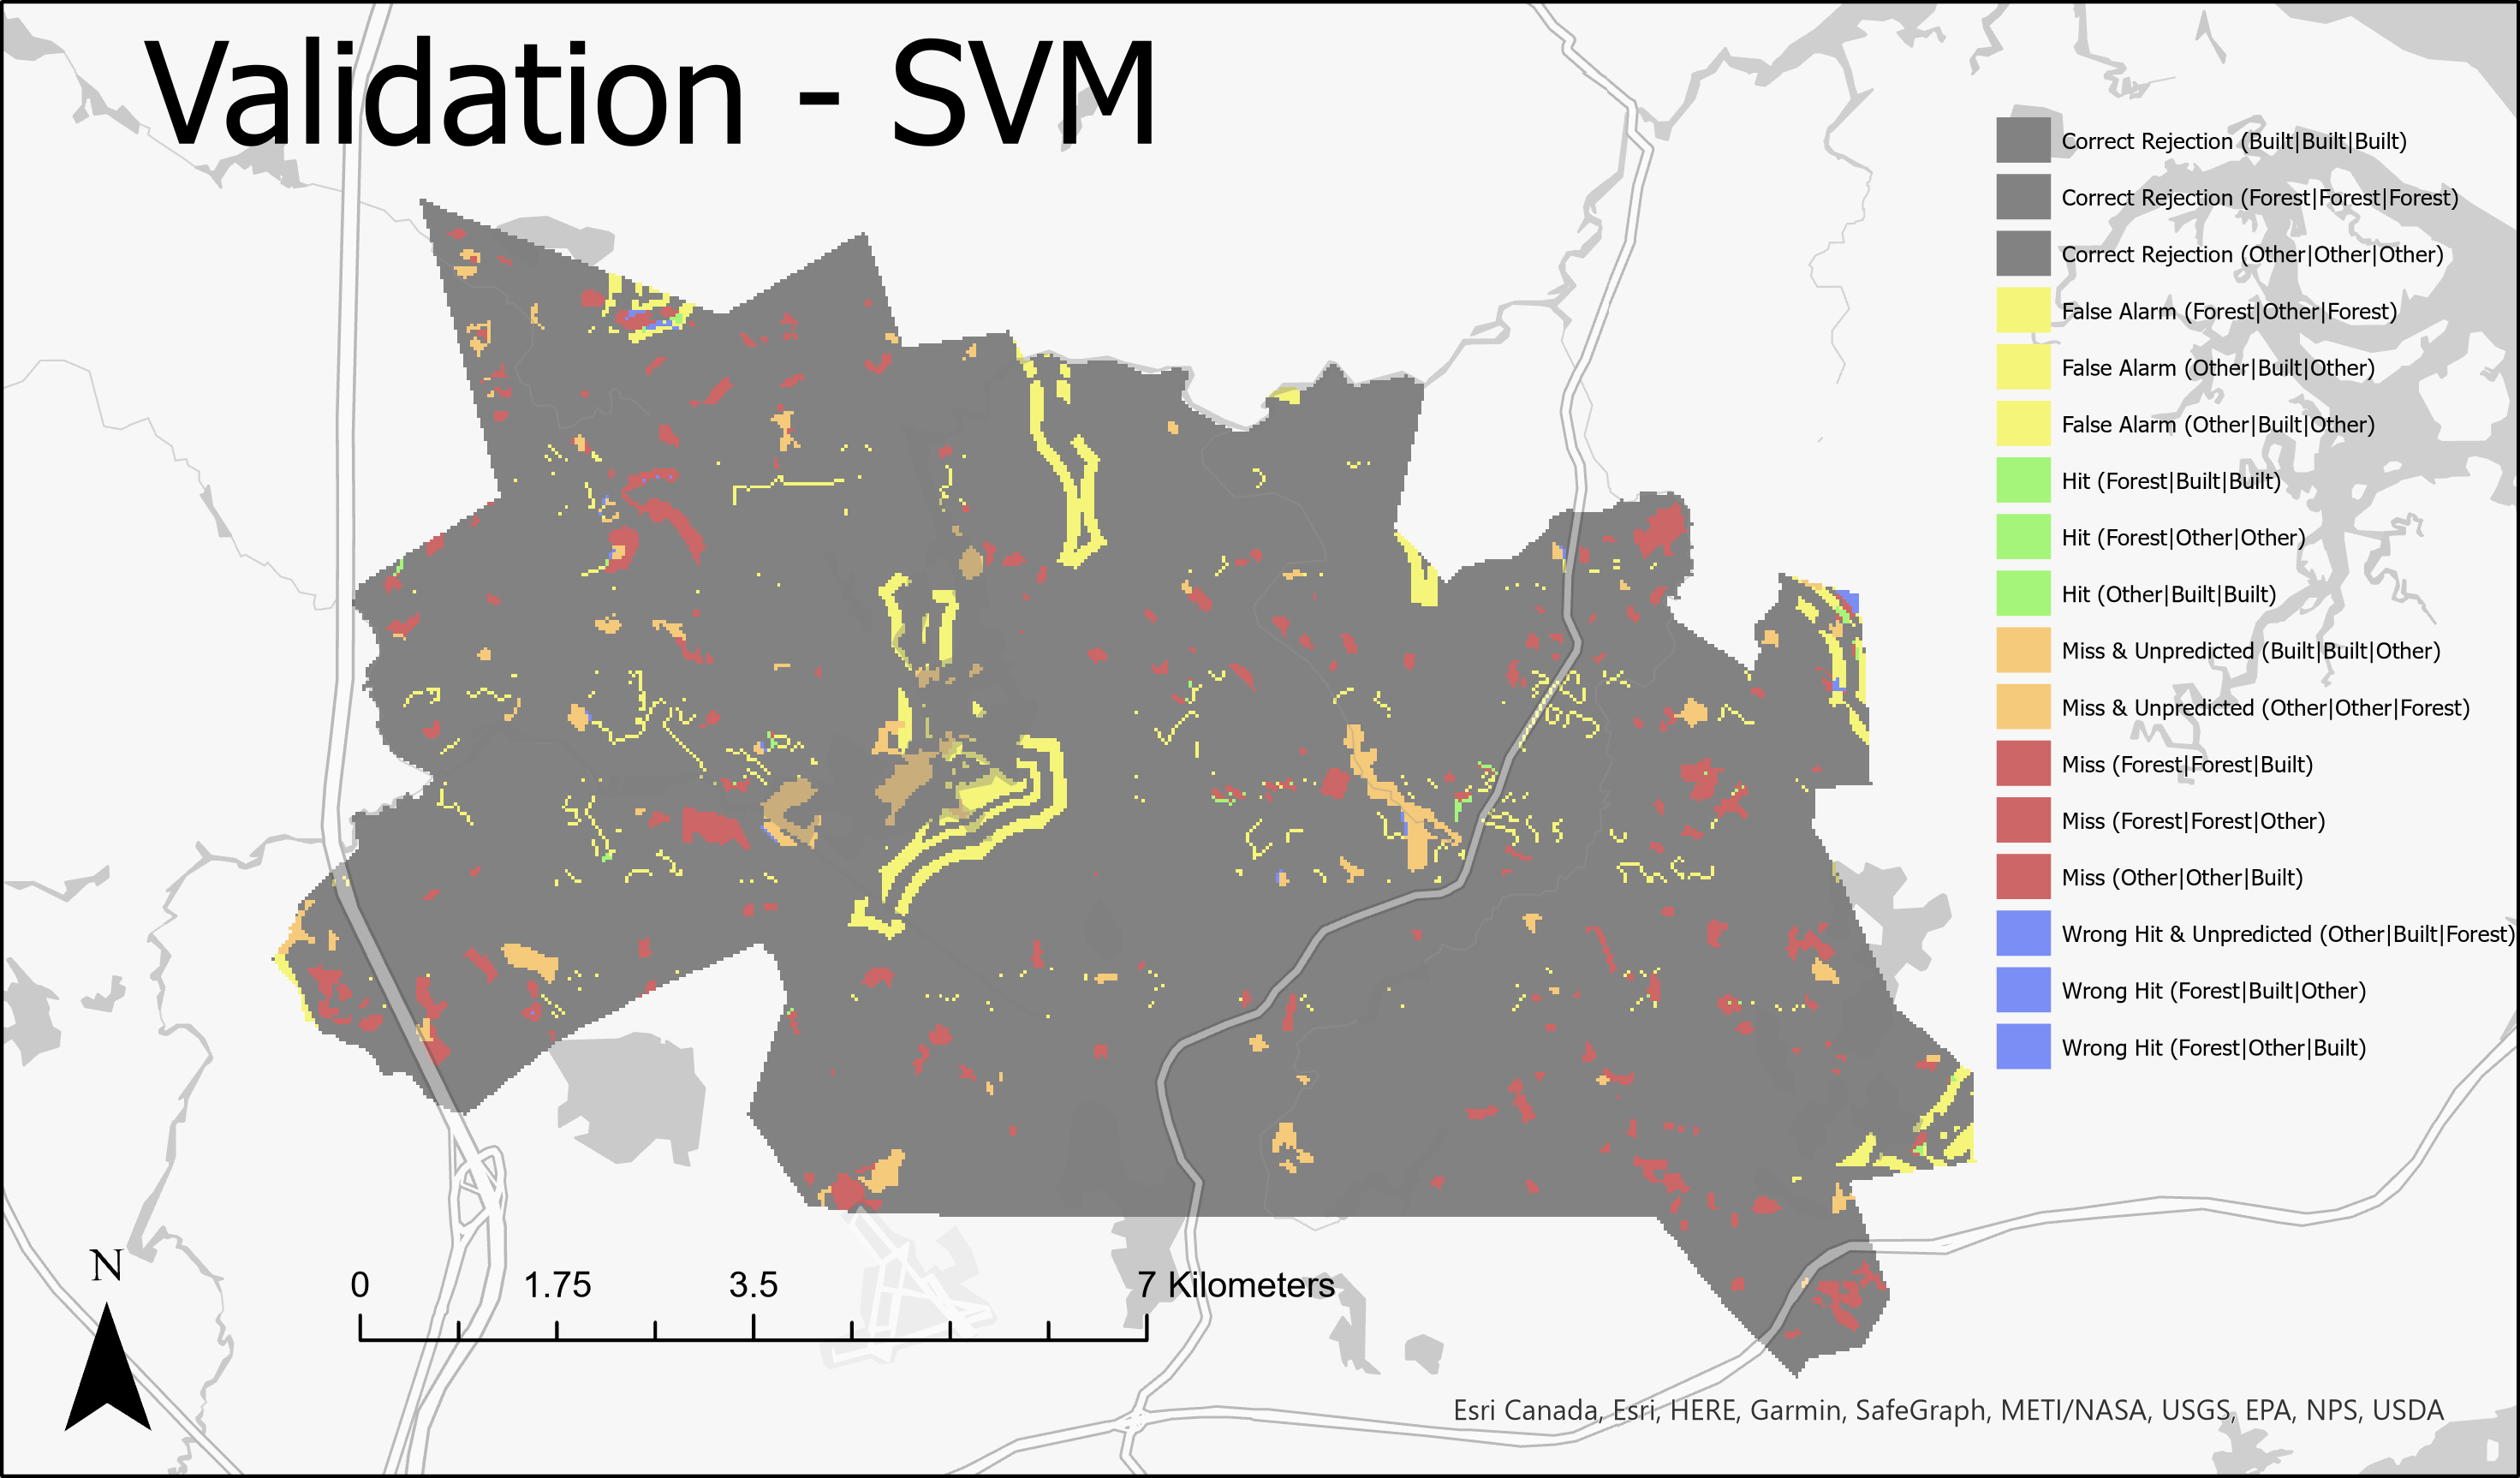 Validation - SVM
Correct Rejection (Built|Built|Built)
Correct Rejection (Forest|Forest|Forest)
Correct Rejection (Other|Other|Other)
False Alarm (Forest|Other|Forest)
False Alarm (Other|Built|Other)
False Alarm (Other|Built|Other)
Hit (Forest|Built|Built)
Hit (Forest|Other|Other)
Hit (Other|Built|Built)
Miss & Unpredicted (Built|Built|Other)
Miss & Unpredicted (Other|Other|Forest)
Miss (Forest|Forest|Built)
Miss (Forest|Forest|Other)
Miss (Other|Other|Built)
Wrong Hit & Unpredicted (Other|Built|Forest)
Wrong Hit (Forest|Built|Other)
Wrong Hit (Forest|Other|Built)
N
0 1.75 3.5 7 Kilometers
Esri Canada, Esri, HERE, Garmin, SafeGraph, METI/NASA, USGS, EPA, NPS, USDA